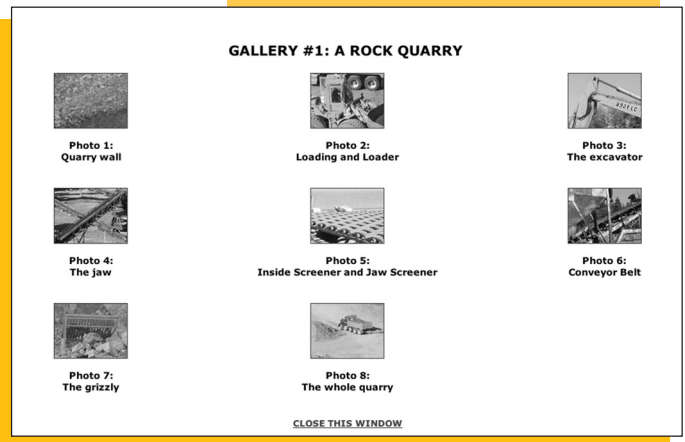 GALLERY #1: A ROCK QUARRY
Photo 1:
Quarry wall
Photo 2:
Loading and Loader
Photo 3:
The excavator
Photo 4:
The jaw
Photo 5:
Inside Screener and Jaw Screener
Photo 6:
Conveyor Belt
Photo 7:
The grizzly
Photo 8:
The whole quarry
CLOSE THIS WINDOW